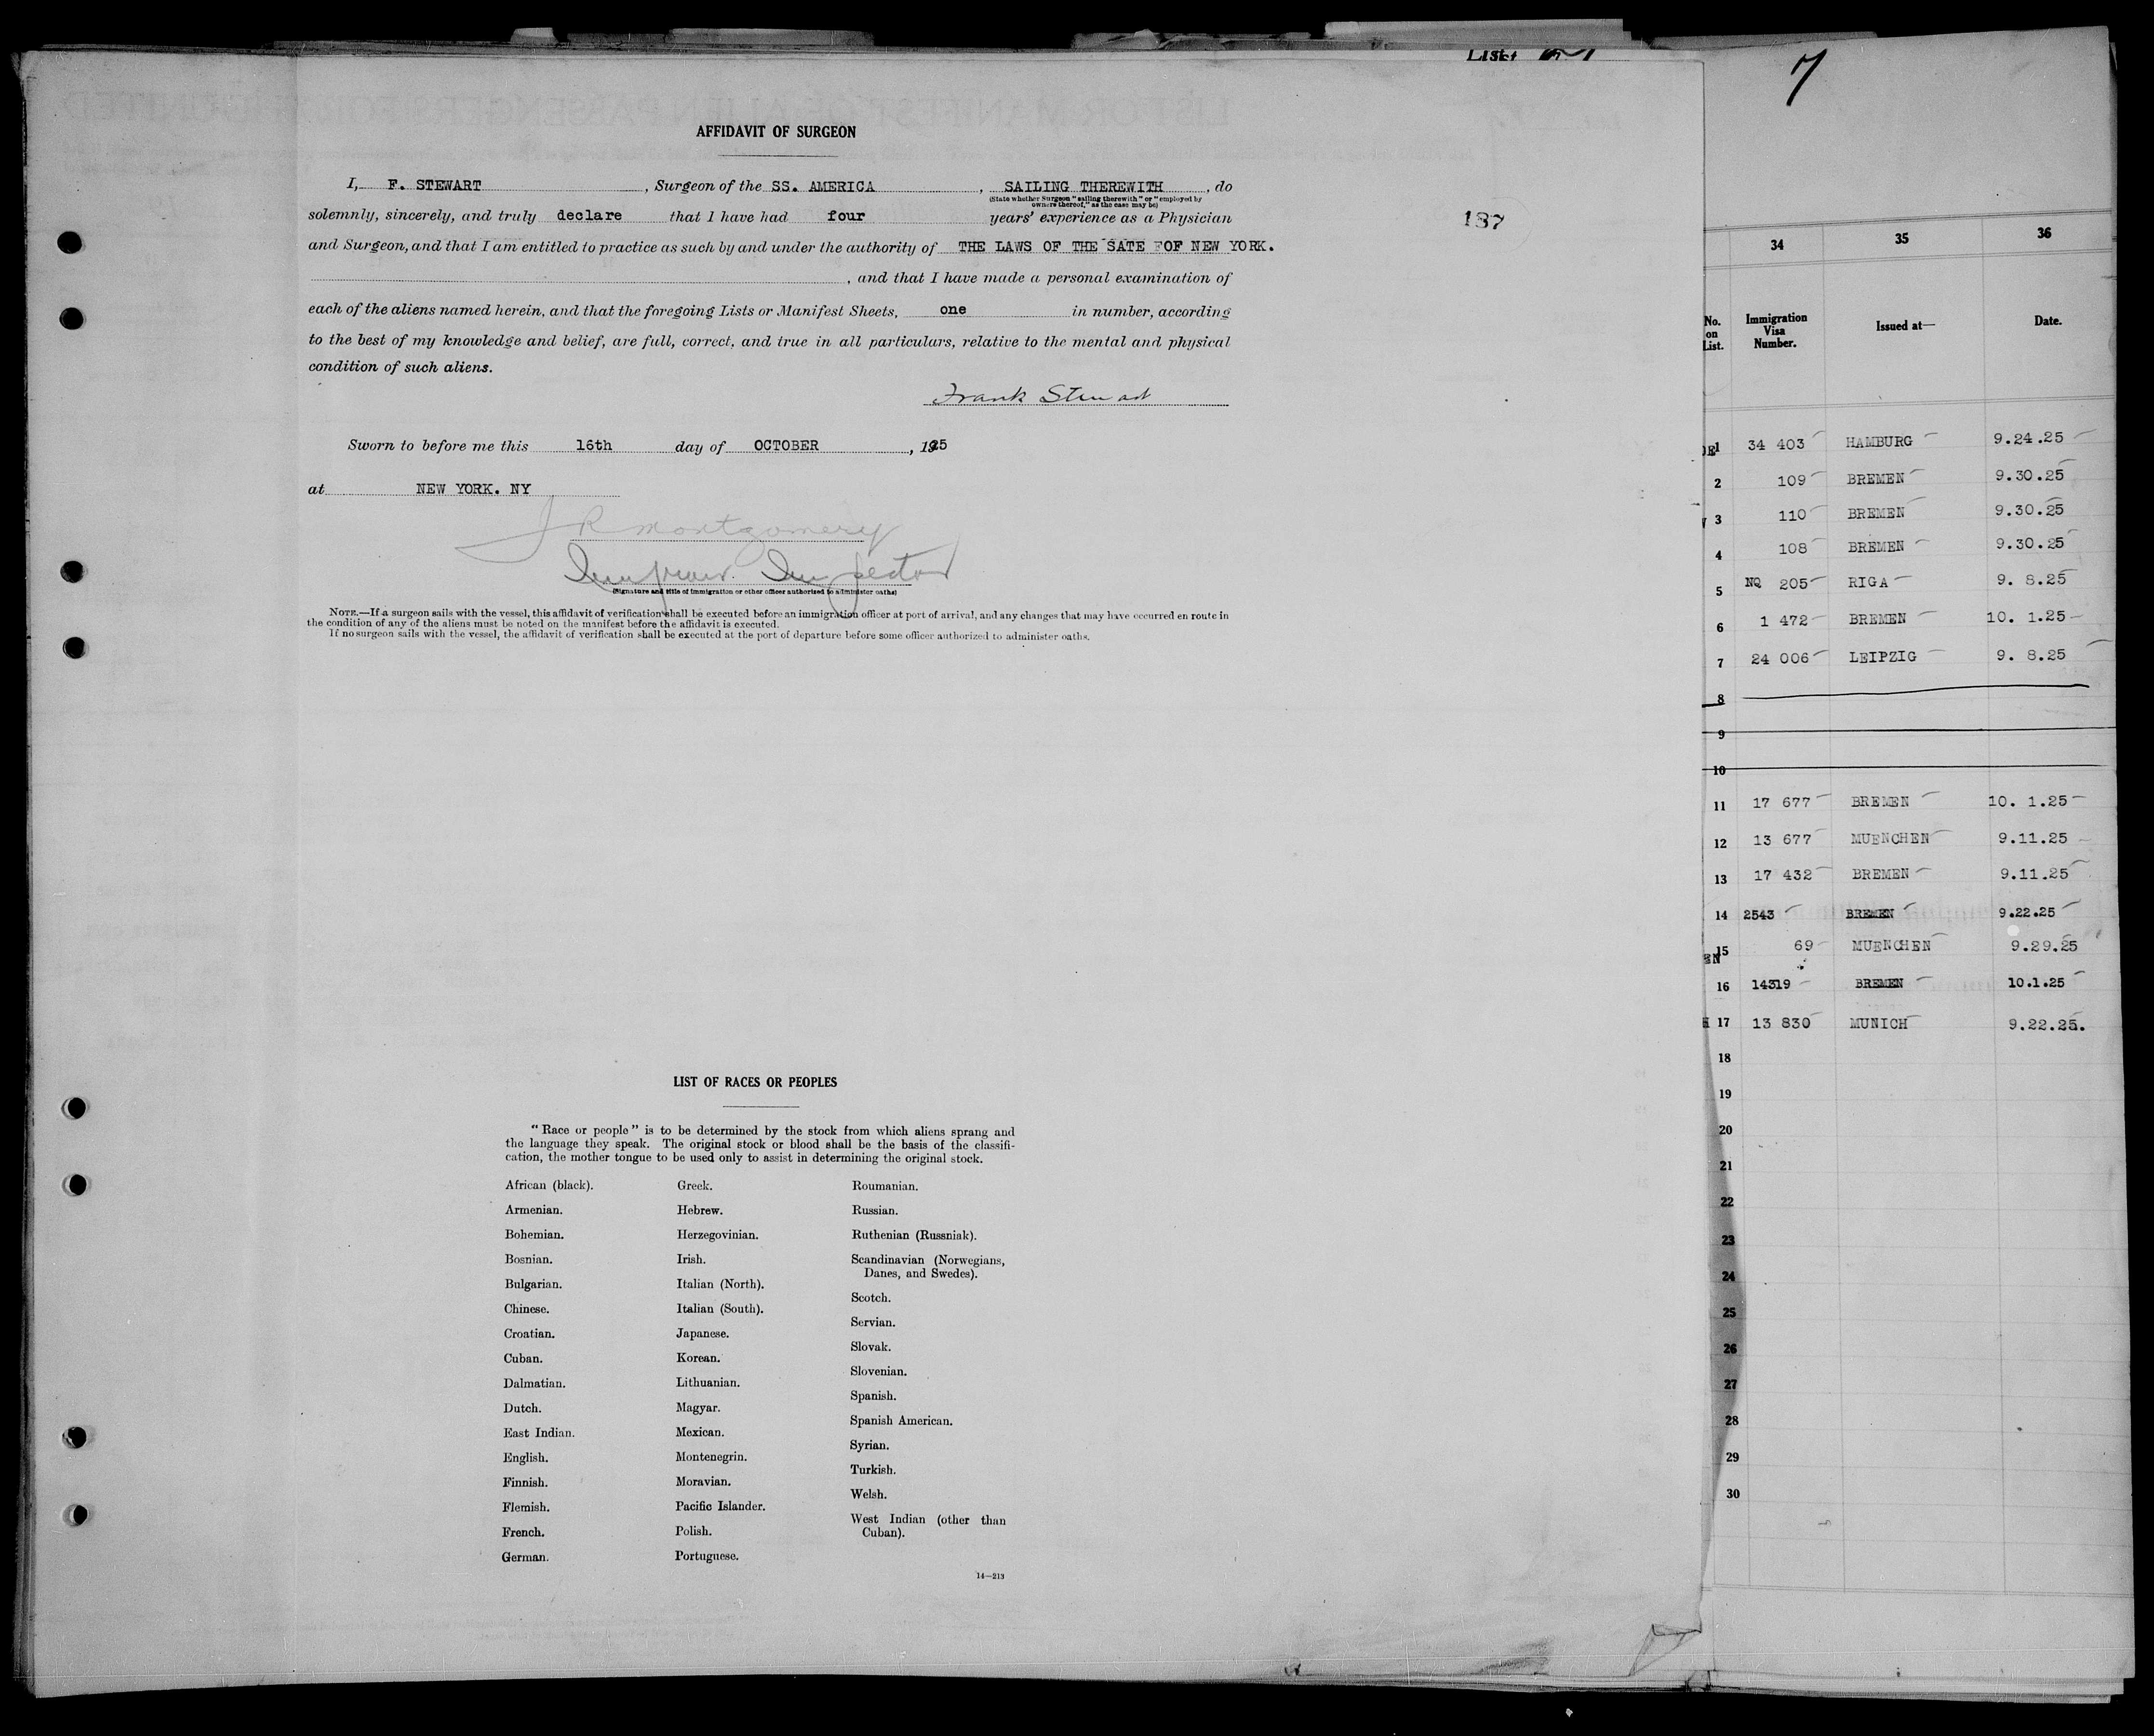 List
7
AFFIDAVIT OF SURGEON
I, F. STEWART, Surgeon of the SS. AMERICA, SAILING THEREWITH, do
(State whether Surgeon "sailing therewith" or "employed by
owners thereof," as the case may be)
solemnly, sincerely, and truly declare that I have had four years' experience as a Physician
187
and Surgeon, and that I am entitled to practice as such by and under the authority of THE LAWS OF THE SATE FOF NEW YORK.
, and that I have made a personal examination of
each of the aliens named herein, and that the foregoing Lists or Manifest Sheets, one in number, according
to the best of my knowledge and belief, are full, correct, and true in all particulars, relative to the mental and physical
condition of such aliens.
Frank Stewart
Sworn to before me this 16th day of OCTOBER, 1925
at NEW YORK. NY
J R Montgomery
Immigrant Inspector
(Signature and title of immigration or other officer authorized to administer oaths)
NOTE.—If a surgeon sails with the vessel, this affidavit of verification shall be executed before an immigration officer at port of arrival, and any changes that may have occurred en route in
the condition of any of the aliens must be noted on the manifest before the affidavit is executed.
If no surgeon sails with the vessel, the affidavit of verification shall be executed at the port of departure before some officer authorized to administer oaths.
LIST OF RACES OR PEOPLES
"Race or people" is to be determined by the stock from which aliens sprang and
the language they speak. The original stock or blood shall be the basis of the classifi-
cation, the mother tongue to be used only to assist in determining the original stock.
African (black).
Armenian.
Bohemian.
Bosnian.
Bulgarian.
Chinese.
Croatian.
Cuban.
Dalmatian.
Dutch.
East Indian.
English.
Finnish.
Flemish.
French.
German.
Greek.
Hebrew.
Herzegovinian.
Irish.
Italian (North).
Italian (South).
Japanese.
Korean.
Lithuanian.
Magyar.
Mexican.
Montenegrin.
Moravian.
Pacific Islander.
Polish.
Portuguese.
Roumanian.
Russian.
Ruthenian (Russniak).
Scandinavian (Norwegians,
Danes, and Swedes).
Scotch.
Servian.
Slovak.
Slovenian.
Spanish.
Spanish American.
Syrian.
Turkish.
Welsh.
West Indian (other than
Cuban).
14—213
34 35 36
No. on List. Immigration Visa Number. Issued at— Date.
1 34 403 HAMBURG 9.24.25
2 109 BREMEN 9.30.25
3 110 BREMEN 9.30.25
4 108 BREMEN 9.30.25
5 NQ 205 RIGA 9. 8.25
6 1 472 BREMEN 10. 1.25
7 24 006 LEIPZIG 9. 8.25
8
9
10
11 17 677 BREMEN 10. 1.25
12 13 677 MUENCHEN 9.11.25
13 17 432 BREMEN 9.11.25
14 2543 BREMEN 9.22.25
15 69 MUENCHEN 9.29.25
16 14319 BREMEN 10.1.25
17 13 830 MUNICH 9.22.25.
18
19
20
21
22
23
24
25
26
27
28
29
30